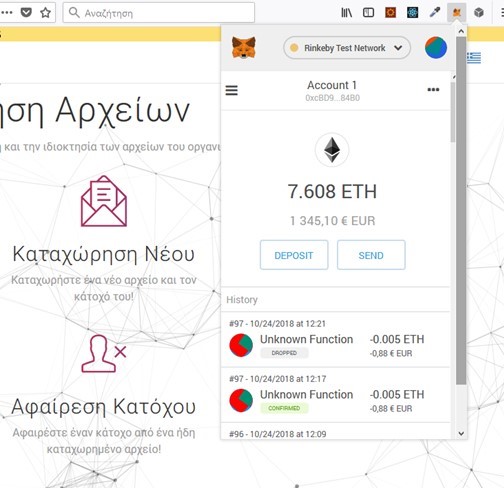 Αναζήτηση
Rinkeby Test Network
Account 1
0xcBD9...84B0
7.608 ETH
1 345,10 € EUR
DEPOSIT
SEND
History
#97 - 10/24/2018 at 12:21
Unknown Function
-0.005 ETH
DROPPED
-0,88 € EUR
#97 - 10/24/2018 at 12:17
Unknown Function
-0.005 ETH
CONFIRMED
-0,88 € EUR
#96 - 10/24/2018 at 12:09
ση Αρχείων
και την ιδιοκτησία των αρχείων του οργανι
Καταχώρηση Νέου
Καταχωρήστε ένα νέο αρχείο και τον
κάτοχό του!
Αφαίρεση Κατόχου
Αφαιρέστε έναν κάτοχο από ένα ήδη
καταχωρημένο αρχείο!